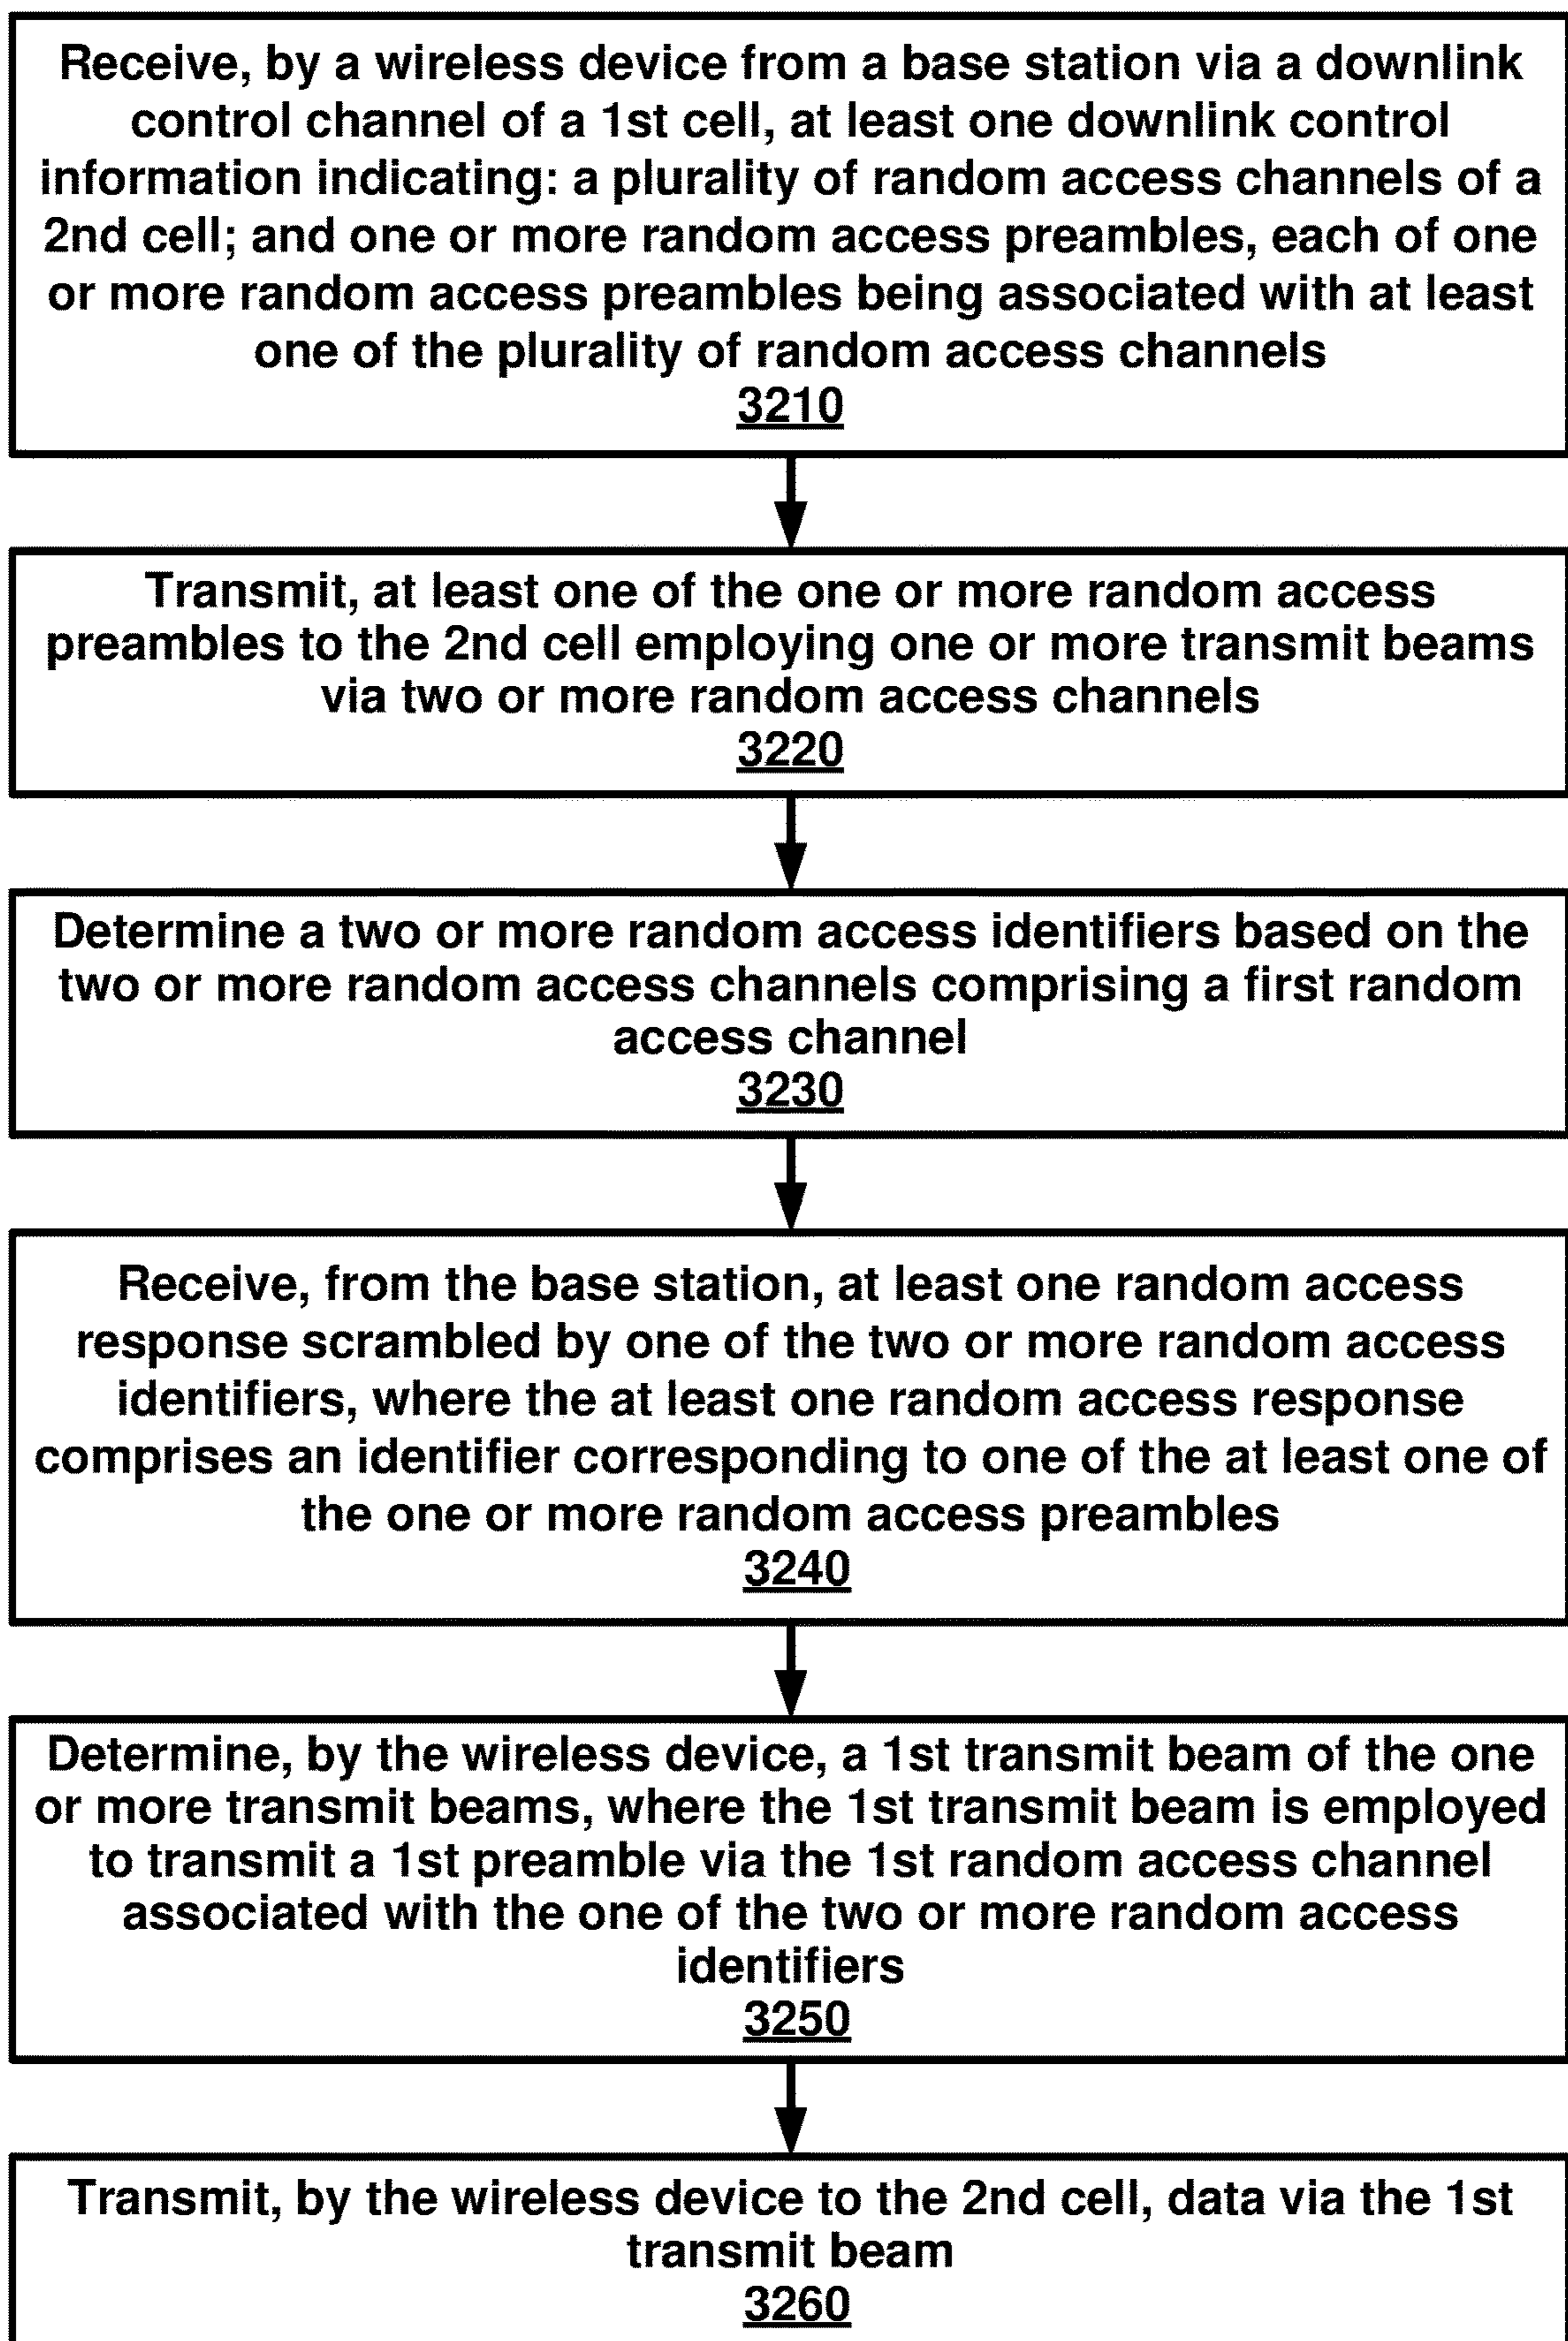 Receive, by a wireless device from a base station via a downlink
control channel of a 1st cell, at least one downlink control
information indicating: a plurality of random access channels of a
2nd cell; and one or more random access preambles, each of one
or more random access preambles being associated with at least
one of the plurality of random access channels
3210
Transmit, at least one of the one or more random access
preambles to the 2nd cell employing one or more transmit beams
via two or more random access channels
3220
Determine a two or more random access identifiers based on the
two or more random access channels comprising a first random
access channel
3230
Receive, from the base station, at least one random access
response scrambled by one of the two or more random access
identifiers, where the at least one random access response
comprises an identifier corresponding to one of the at least one of
the one or more random access preambles
3240
Determine, by the wireless device, a 1st transmit beam of the one
or more transmit beams, where the 1st transmit beam is employed
to transmit a 1st preamble via the 1st random access channel
associated with the one of the two or more random access
identifiers
3250
Transmit, by the wireless device to the 2nd cell, data via the 1st
transmit beam
3260